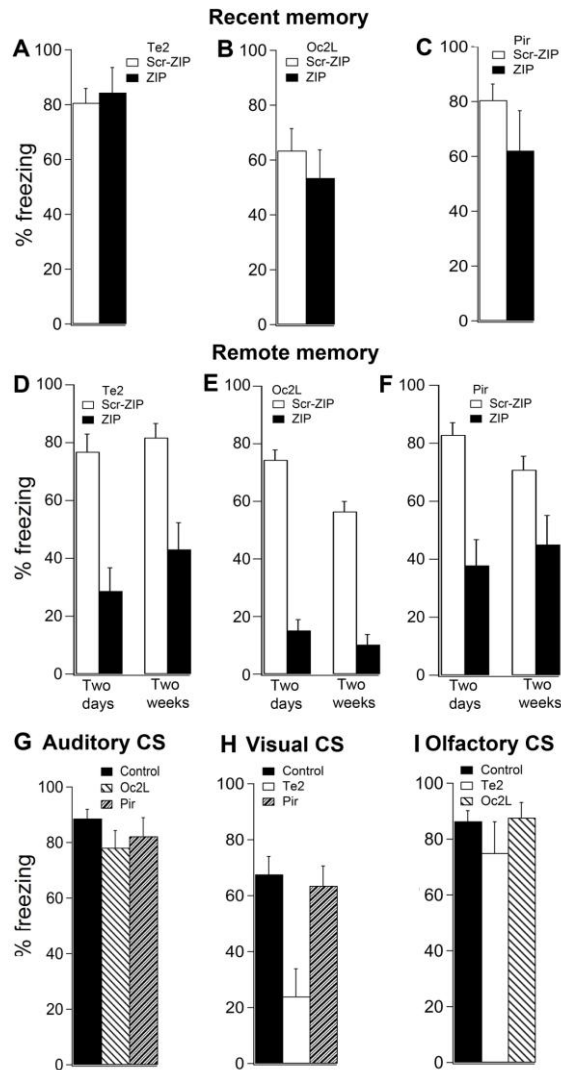 Recent memory
A
Te2
Scr-ZIP
ZIP
% freezing
100
80
60
40
20
0
B
Oc2L
Scr-ZIP
ZIP
100
80
60
40
20
0
C
Pir
Scr-ZIP
ZIP
100
80
60
40
20
0
Remote memory
D
Te2
Scr-ZIP
ZIP
% freezing
100
80
60
40
20
0
Two days
Two weeks
E
Oc2L
Scr-ZIP
ZIP
100
80
60
40
20
0
Two days
Two weeks
F
Pir
Scr-ZIP
ZIP
100
80
60
40
20
0
Two days
Two weeks
G Auditory CS
Control
Oc2L
Pir
% freezing
100
80
60
40
20
0
H Visual CS
Control
Te2
Pir
100
80
60
40
20
0
I Olfactory CS
Control
Te2
Oc2L
100
80
60
40
20
0